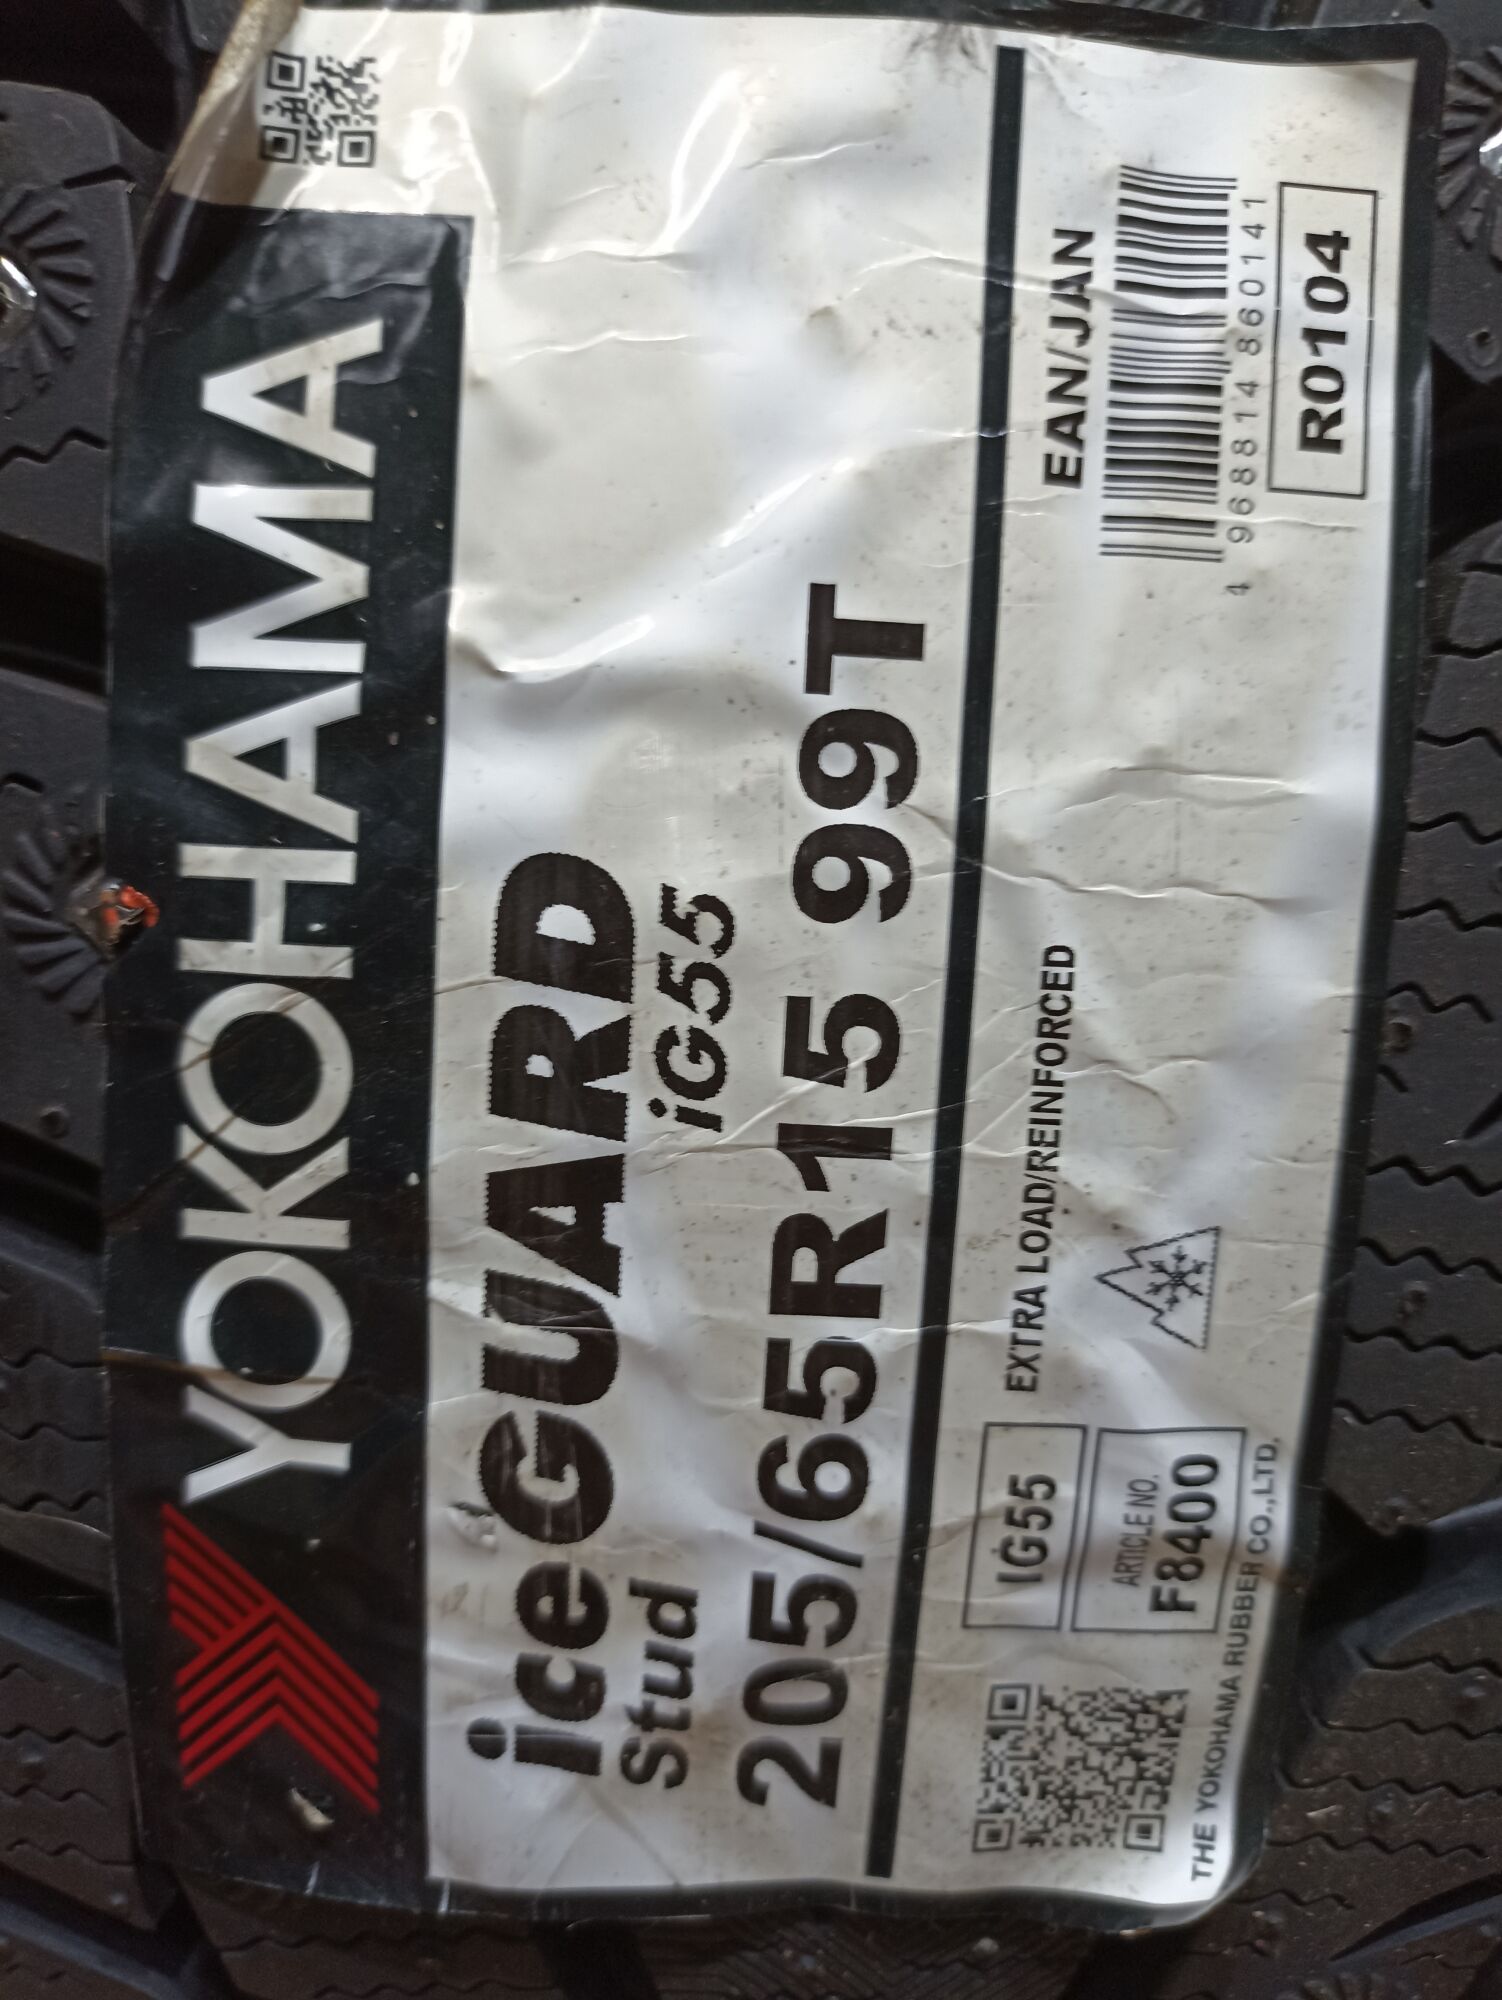 YOKOHAMA
iceGUARD
Stud iG55
205/65R15 99T
IG55
EXTRA LOAD/REINFORCED
EAN/JAN
ARTICLE NO.
F8400
4 968814 860141
R0104
THE YOKOHAMA RUBBER CO.,LTD.